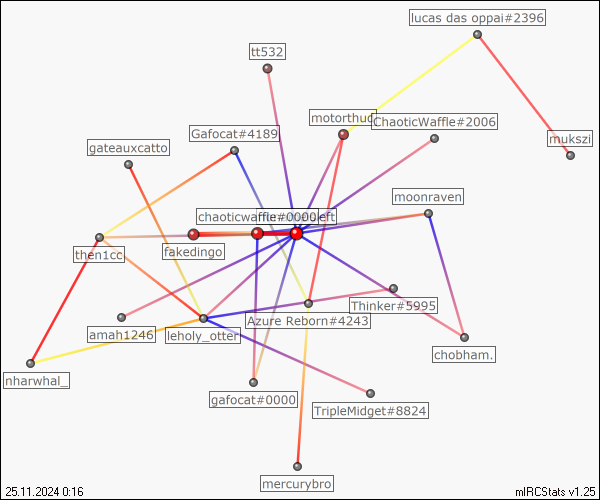 lucas das oppai#2396
tt532
motorthud
ChaoticWaffle#2006
Gafocat#4189
mukszi
gateauxcatto
moonraven
chaoticwaffle#0000
left
fakedingo
then1cc
Thinker#5995
Azure Reborn#4243
amah1246
leholy_otter
chobham.
nharwhal_
gafocat#0000
TripleMidget#8824
mercurybro
25.11.2024 0:16
mIRCStats v1.25